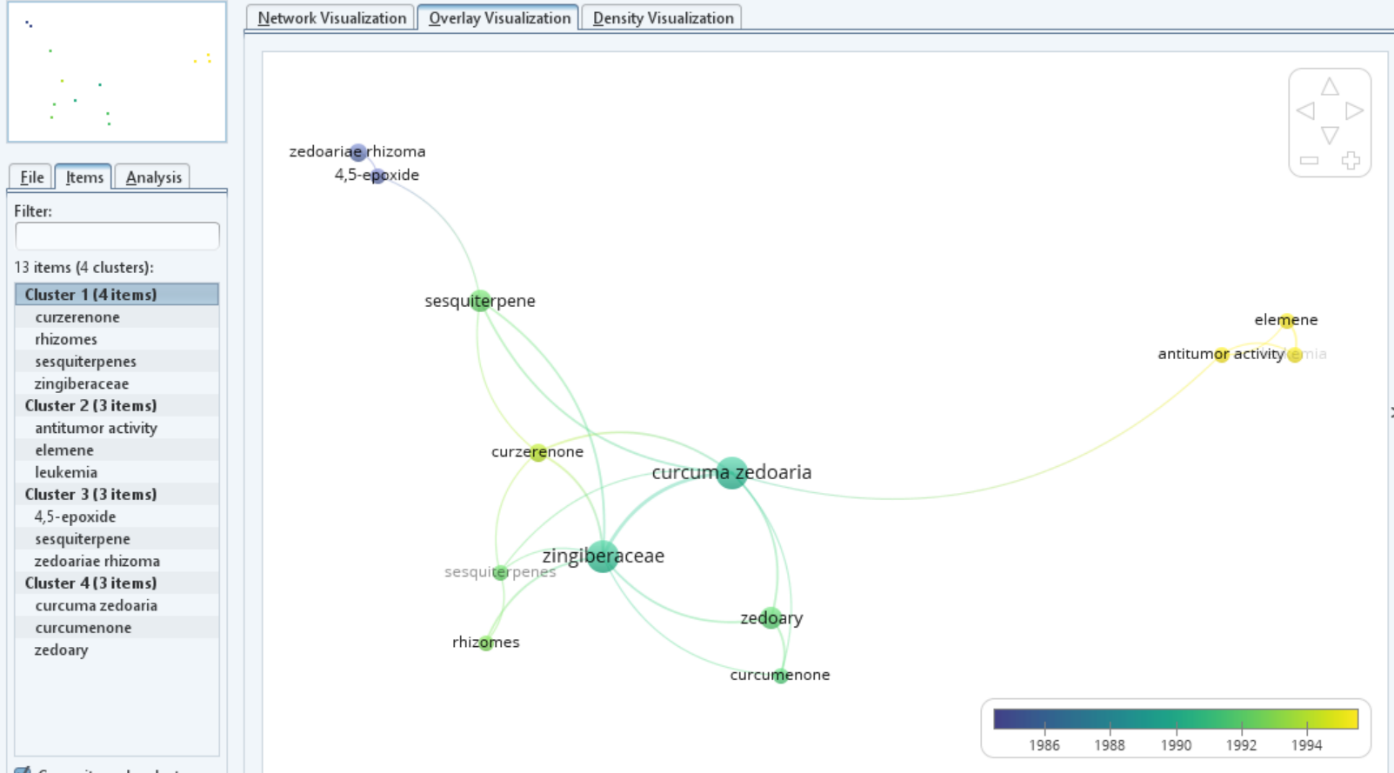 Network Visualization
Overlay Visualization
Density Visualization
File
Items
Analysis
Filter:
13 items (4 clusters):
Cluster 1 (4 items)
curzerenone
rhizomes
sesquiterpenes
zingiberaceae
Cluster 2 (3 items)
antitumor activity
elemene
leukemia
Cluster 3 (3 items)
4,5-epoxide
sesquiterpene
zedoariae rhizoma
Cluster 4 (3 items)
curcuma zedoaria
curcumenone
zedoary
zedoariae rhizoma
4,5-epoxide
sesquiterpene
elemene
antitumor activity
curzerenone
curcuma zedoaria
zingiberaceae
sesquiterpenes
zedoary
rhizomes
curcumenone
1986 1988 1990 1992 1994